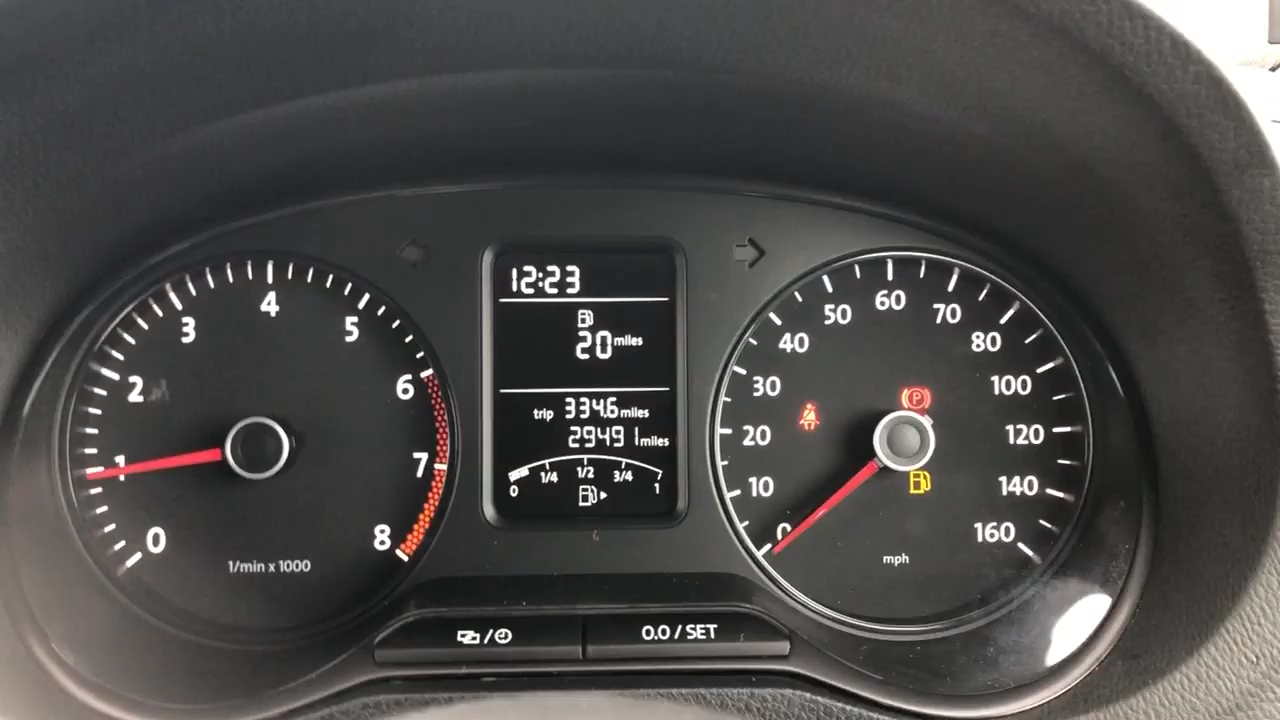 12:23
20 miles
trip 334.6 miles
29491 miles
0 1/4 1/2 3/4 1
0 1 2 3 4 5 6 7 8
1/min x 1000
0 10 20 30 40 50 60 70 80 100 120 140 160
P
mph
0.0 / SET